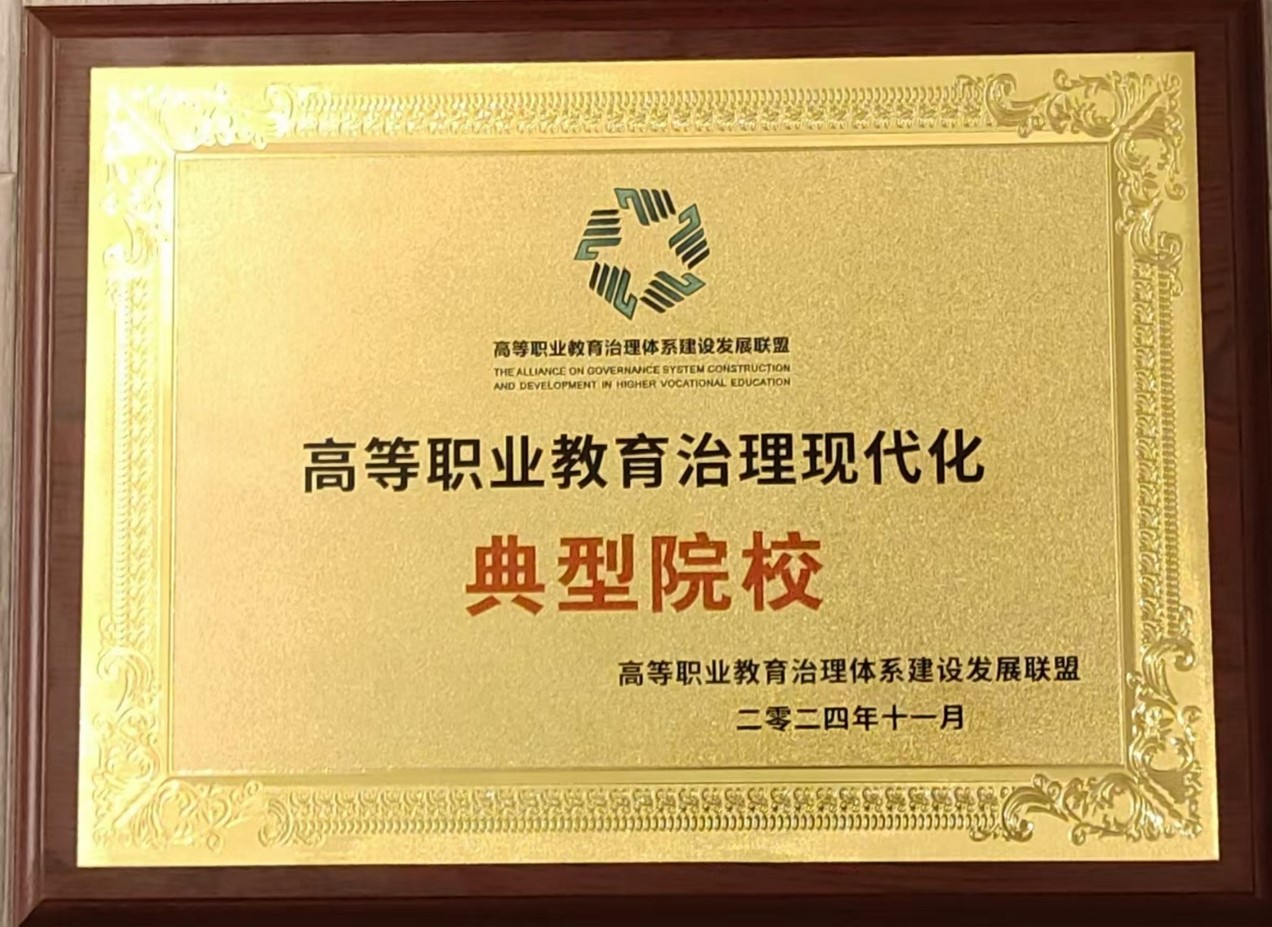 高等职业教育治理体系建设发展联盟
THE ALLIANCE ON GOVERNANCE SYSTEM CONSTRUCTION
AND DEVELOPMENT IN HIGHER VOCATIONAL EDUCATION
高等职业教育治理现代化
典型院校
高等职业教育治理体系建设发展联盟
二零二四年十一月